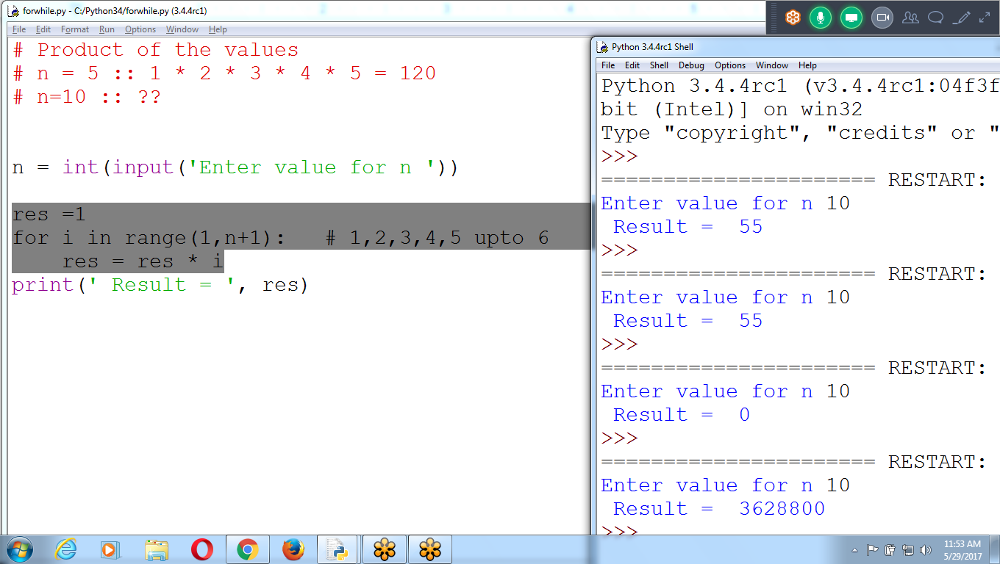 forwhile.py - C:/Python34/forwhile.py (3.4.4rc1)
File Edit Format Run Options Window Help
# Product of the values
# n = 5 :: 1 * 2 * 3 * 4 * 5 = 120
# n=10 :: ??
n = int(input('Enter value for n '))
res =1
for i in range(1,n+1):   # 1,2,3,4,5 upto 6
    res = res * i
print(' Result = ', res)
2 3 4 5
Python 3.4.4rc1 Shell
File Edit Shell Debug Options Window Help
Python 3.4.4rc1 (v3.4.4rc1:04f3f
bit (Intel)] on win32
Type "copyright", "credits" or "
>>>
====================== RESTART:
Enter value for n 10
 Result =  55
>>>
====================== RESTART:
Enter value for n 10
 Result =  55
>>>
====================== RESTART:
Enter value for n 10
 Result =  0
>>>
====================== RESTART:
Enter value for n 10
 Result =  3628800
>>>
11:53 AM
5/29/2017